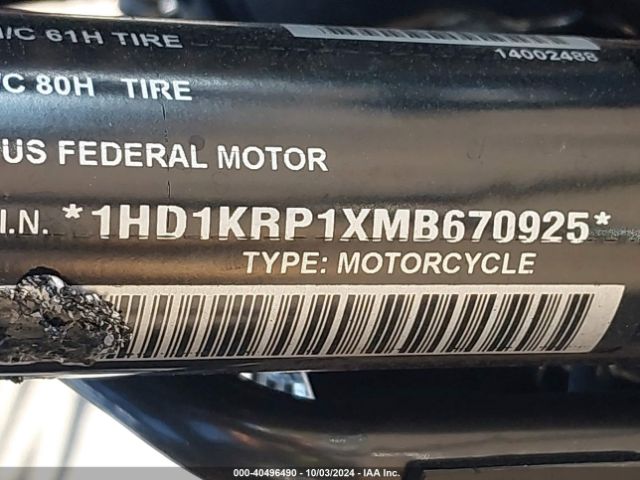 61H TIRE
14002488
80H TIRE
US FEDERAL MOTOR
I.N. *1HD1KRP1XMB670925*
TYPE: MOTORCYCLE
000-40496490 - 10/03/2024 - IAA Inc.